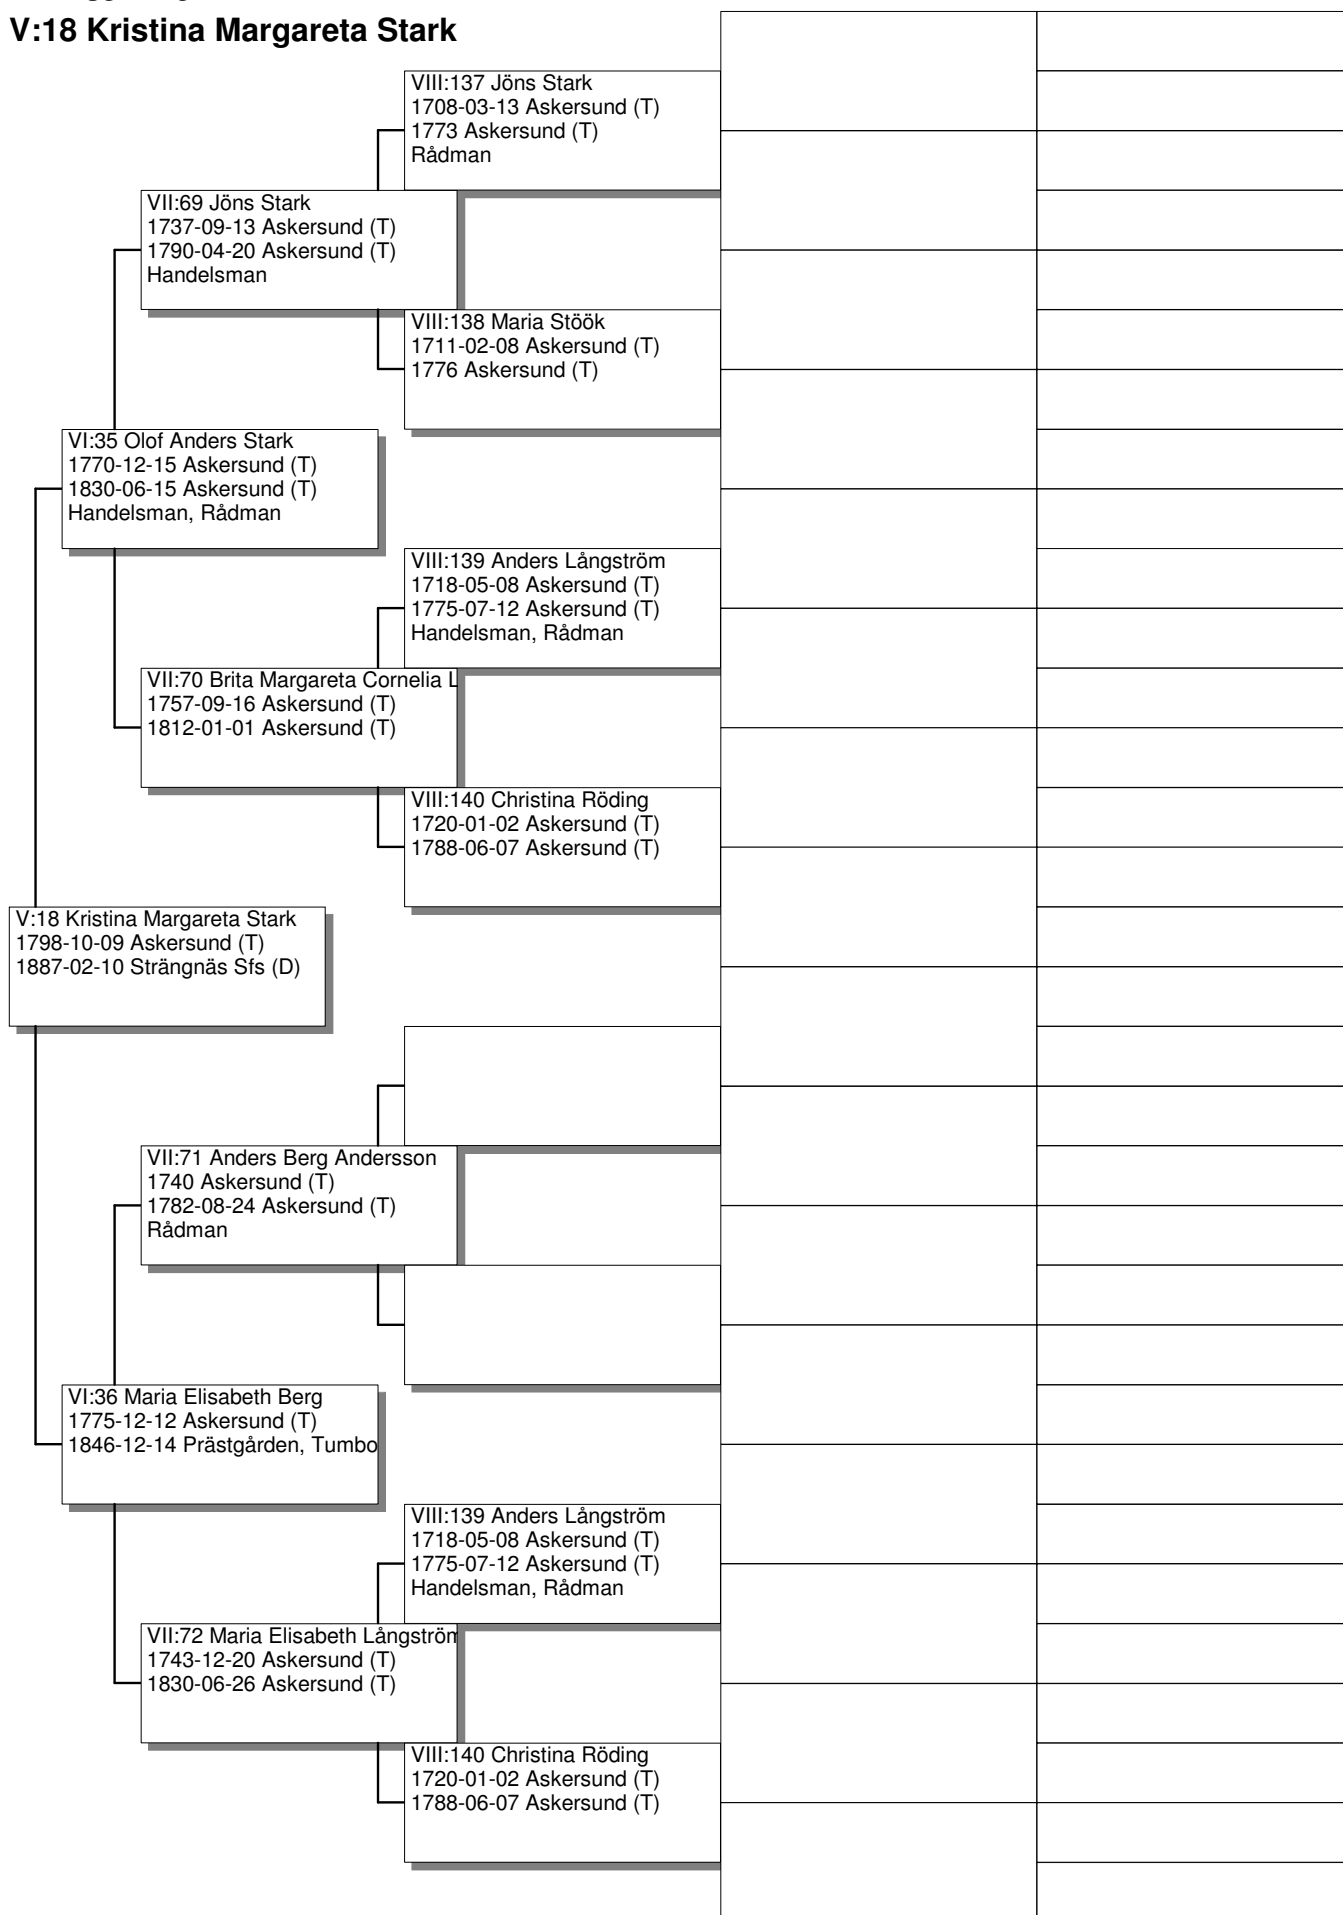 V:18 Kristina Margareta Stark
VIII:137 Jöns Stark
1708-03-13 Askersund (T)
1773 Askersund (T)
Rådman
VII:69 Jöns Stark
1737-09-13 Askersund (T)
1790-04-20 Askersund (T)
Handelsman
VIII:138 Maria Stöök
1711-02-08 Askersund (T)
1776 Askersund (T)
VI:35 Olof Anders Stark
1770-12-15 Askersund (T)
1830-06-15 Askersund (T)
Handelsman, Rådman
VIII:139 Anders Långström
1718-05-08 Askersund (T)
1775-07-12 Askersund (T)
Handelsman, Rådman
VII:70 Brita Margareta Cornelia L
1757-09-16 Askersund (T)
1812-01-01 Askersund (T)
VIII:140 Christina Röding
1720-01-02 Askersund (T)
1788-06-07 Askersund (T)
V:18 Kristina Margareta Stark
1798-10-09 Askersund (T)
1887-02-10 Strängnäs Sfs (D)
VII:71 Anders Berg Andersson
1740 Askersund (T)
1782-08-24 Askersund (T)
Rådman
VI:36 Maria Elisabeth Berg
1775-12-12 Askersund (T)
1846-12-14 Prästgården, Tumbo
VIII:139 Anders Långström
1718-05-08 Askersund (T)
1775-07-12 Askersund (T)
Handelsman, Rådman
VII:72 Maria Elisabeth Långström
1743-12-20 Askersund (T)
1830-06-26 Askersund (T)
VIII:140 Christina Röding
1720-01-02 Askersund (T)
1788-06-07 Askersund (T)